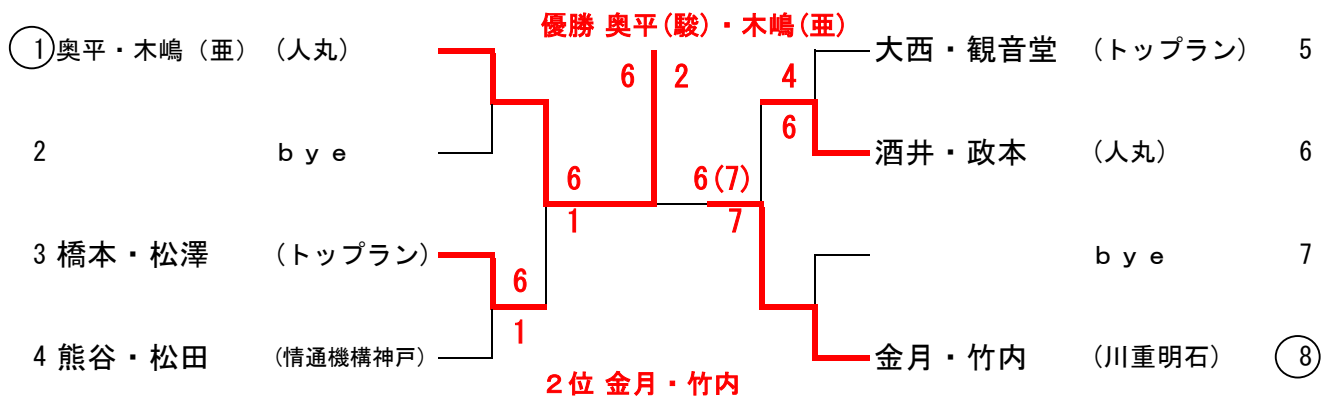 優勝 奥平(駿)・木嶋(亜)
1 奥平・木嶋（亜） （人丸）
2 ｂｙｅ
3 橋本・松澤 （トップラン）
4 熊谷・松田 （情通機構神戸）
6
1
6
1
6 2
6(7)
7
4
6
大西・観音堂 （トップラン） 5
酒井・政本 （人丸） 6
ｂｙｅ 7
金月・竹内 （川重明石） 8
２位 金月・竹内